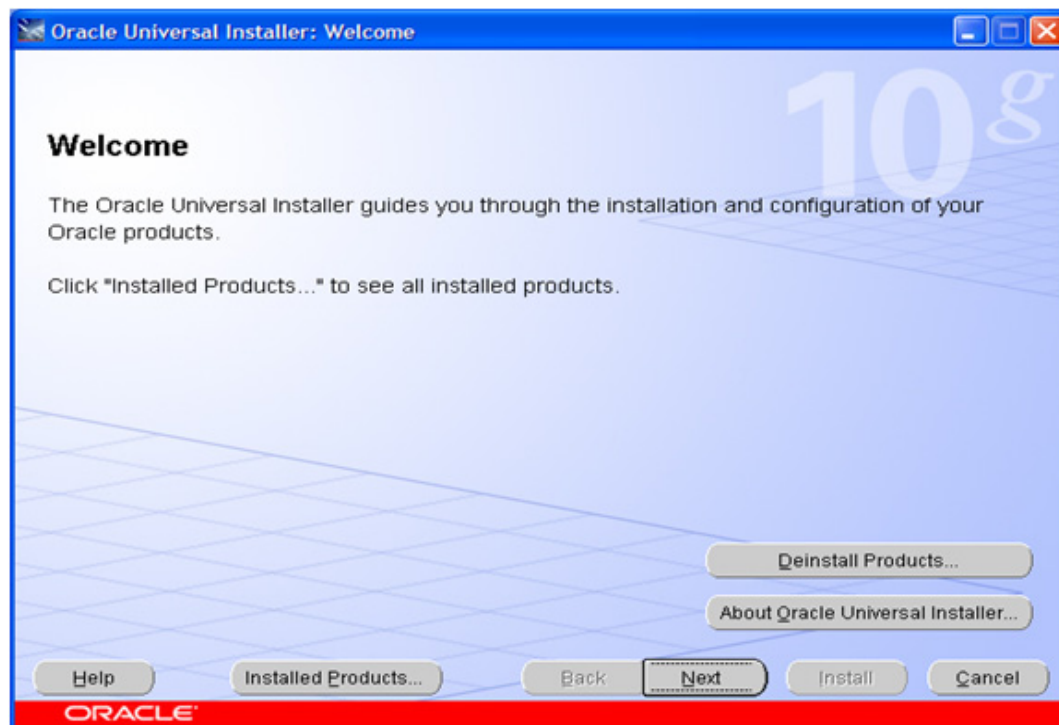 Oracle Universal Installer: Welcome
10g
Welcome
The Oracle Universal Installer guides you through the installation and configuration of your
Oracle products.
Click "Installed Products..." to see all installed products.
Deinstall Products...
About Oracle Universal Installer...
Help Installed Products... Back Next Install Cancel
ORACLE